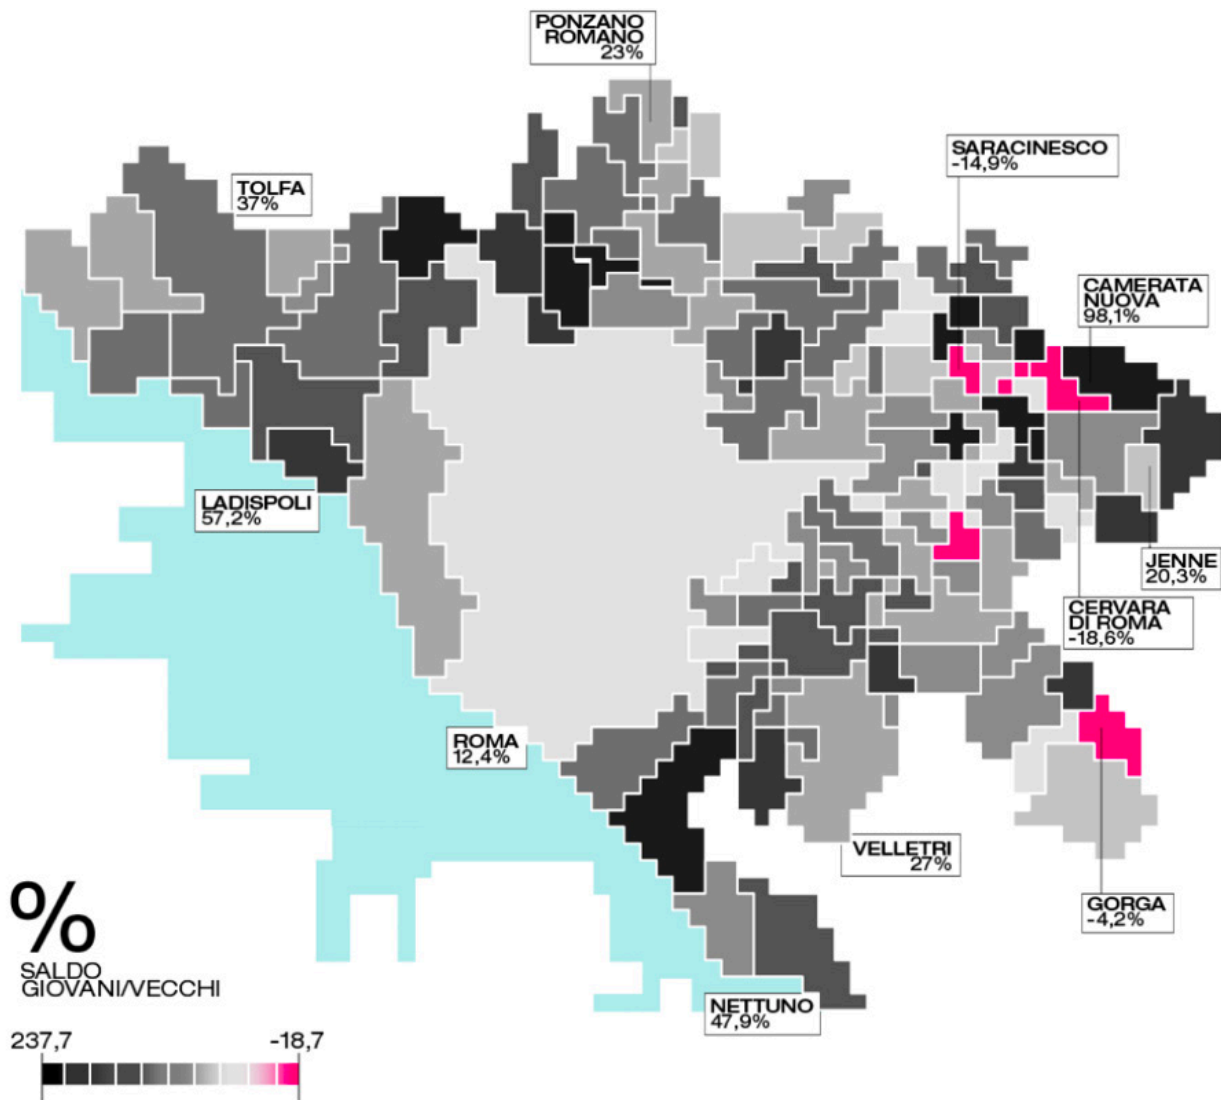 PONZANO
ROMANO
23%
SARACINESCO
-14,9%
TOLFA
37%
CAMERATA
NUOVA
98,1%
LADISPOLI
57,2%
JENNE
20,3%
CERVARA
DI ROMA
-18,6%
ROMA
12,4%
VELLETRI
27%
GORGA
-4,2%
NETTUNO
47,9%
%
SALDO
GIOVANI/VECCHI
237,7
-18,7